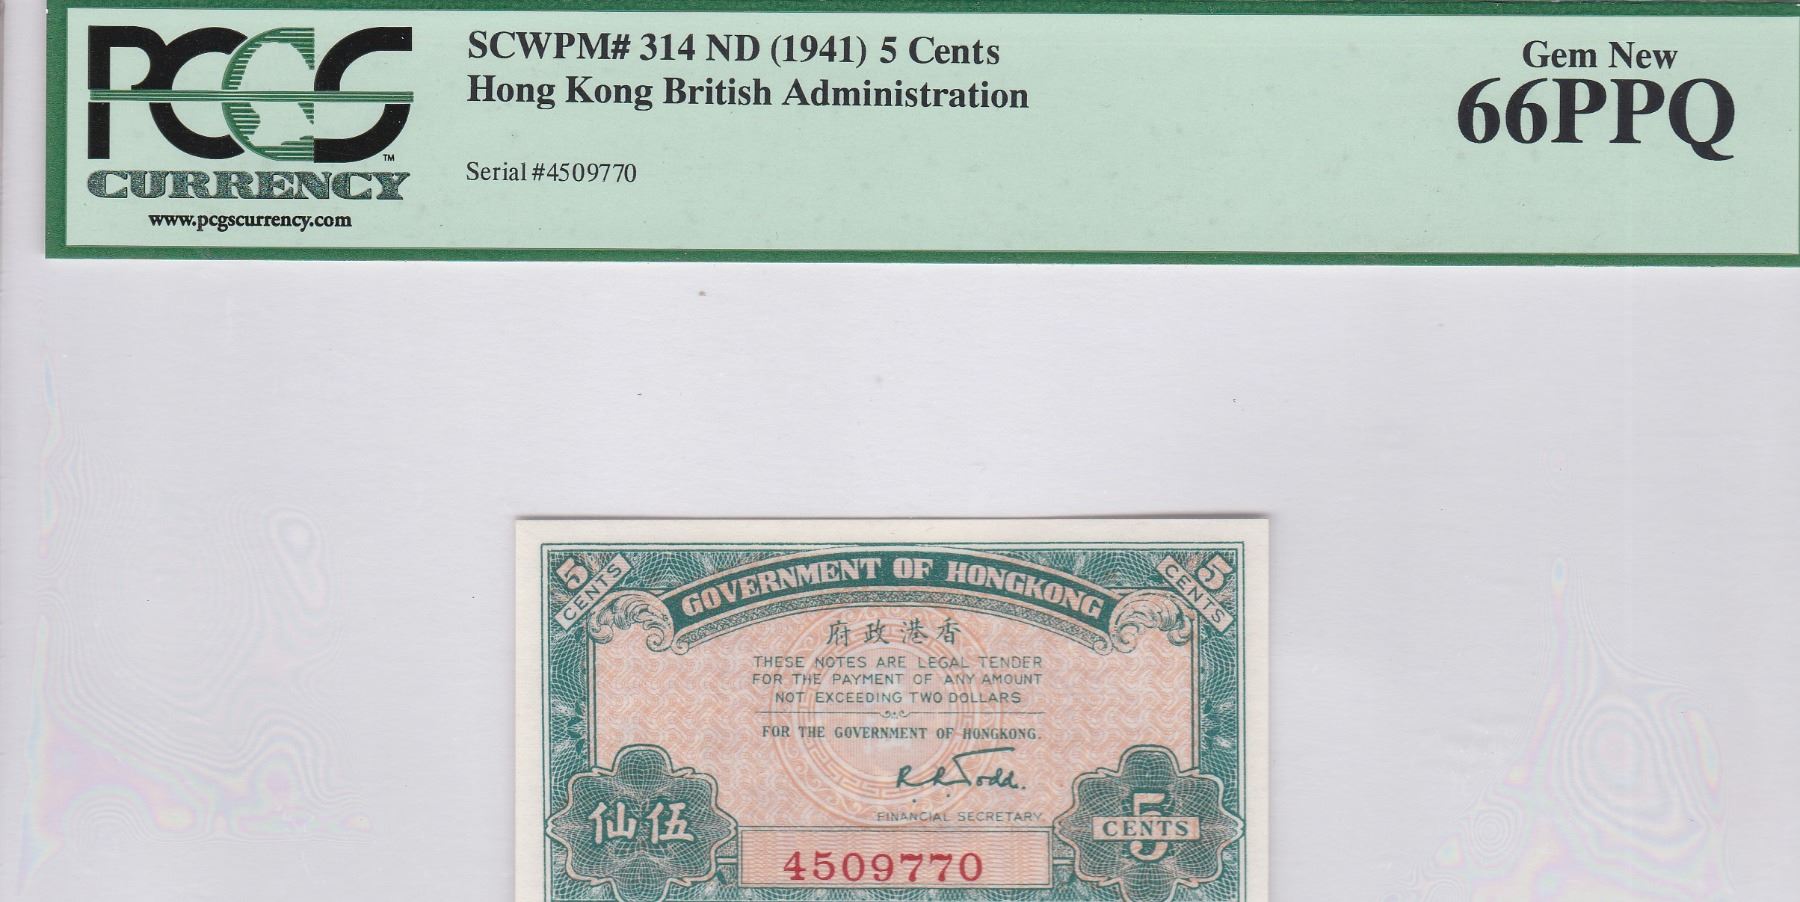 PCGS™
CURRENCY
www.pcgscurrency.com
SCWPM# 314 ND (1941) 5 Cents
Hong Kong British Administration
Serial #4509770
Gem New
66PPQ
5 CENTS
GOVERNMENT OF HONGKONG
5 CENTS
府政港香
THESE NOTES ARE LEGAL TENDER
FOR THE PAYMENT OF ANY AMOUNT
NOT EXCEEDING TWO DOLLARS
FOR THE GOVERNMENT OF HONGKONG.
R R Todd.
FINANCIAL SECRETARY.
仙伍
5 CENTS
4509770